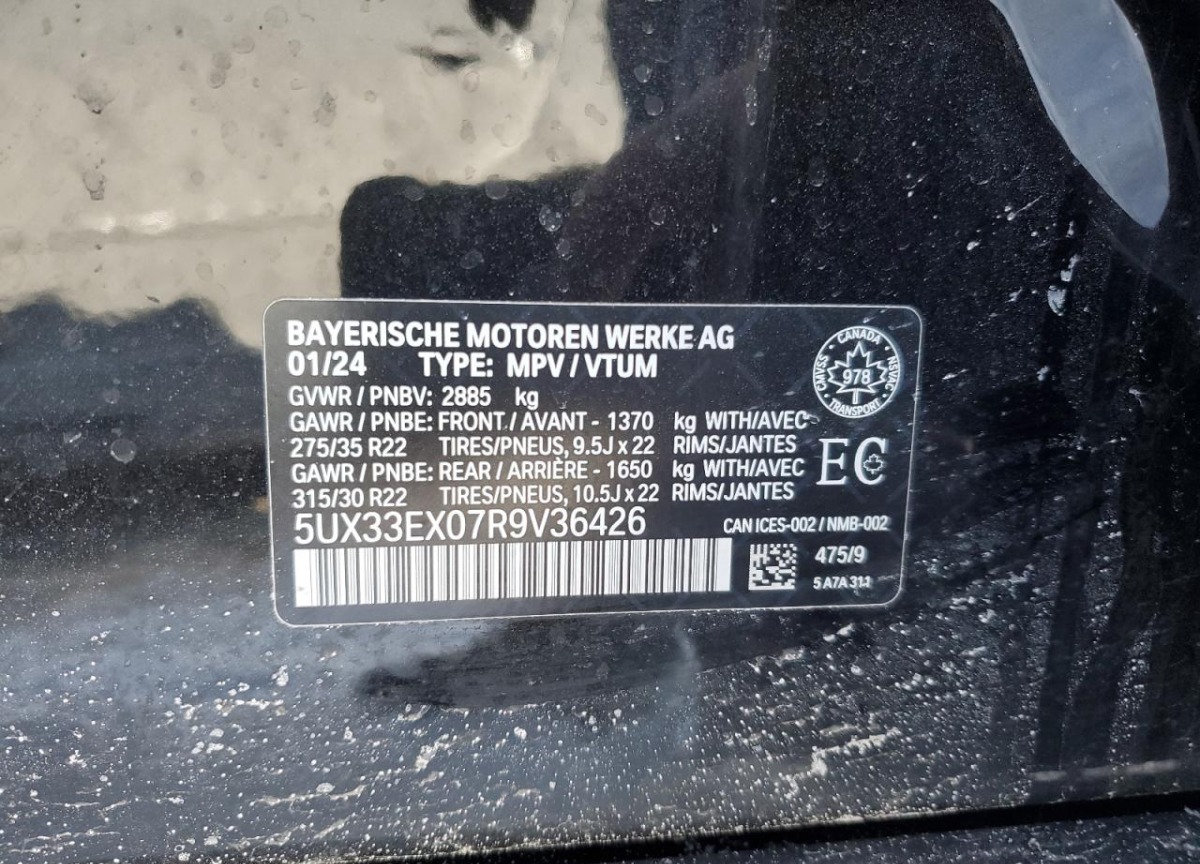 BAYERISCHE MOTOREN WERKE AG
01/24 TYPE: MPV / VTUM
GVWR / PNBV: 2885 kg
GAWR / PNBE: FRONT / AVANT - 1370 kg WITH/AVEC
275/35 R22 TIRES/PNEUS, 9.5J x 22 RIMS/JANTES
GAWR / PNBE: REAR / ARRIÈRE - 1650 kg WITH/AVEC
315/30 R22 TIRES/PNEUS, 10.5J x 22 RIMS/JANTES
5UX33EX07R9V36426
CANADA
CMVSS 978 NSVAC
TRANSPORT
EC
CAN ICES-002 / NMB-002
475/9
5 A7A 311